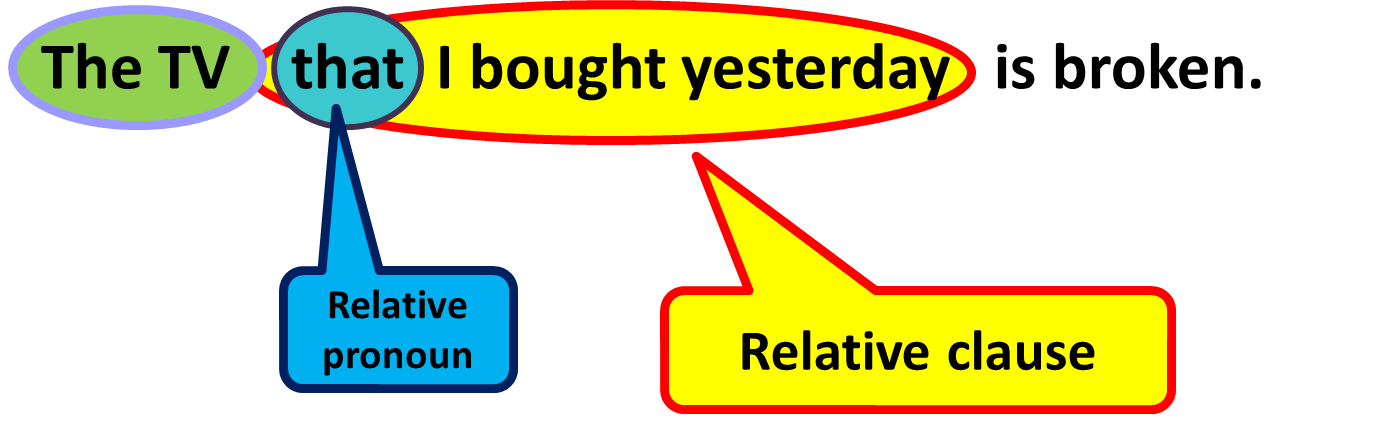 The TV that I bought yesterday is broken.
Relative
pronoun
Relative clause